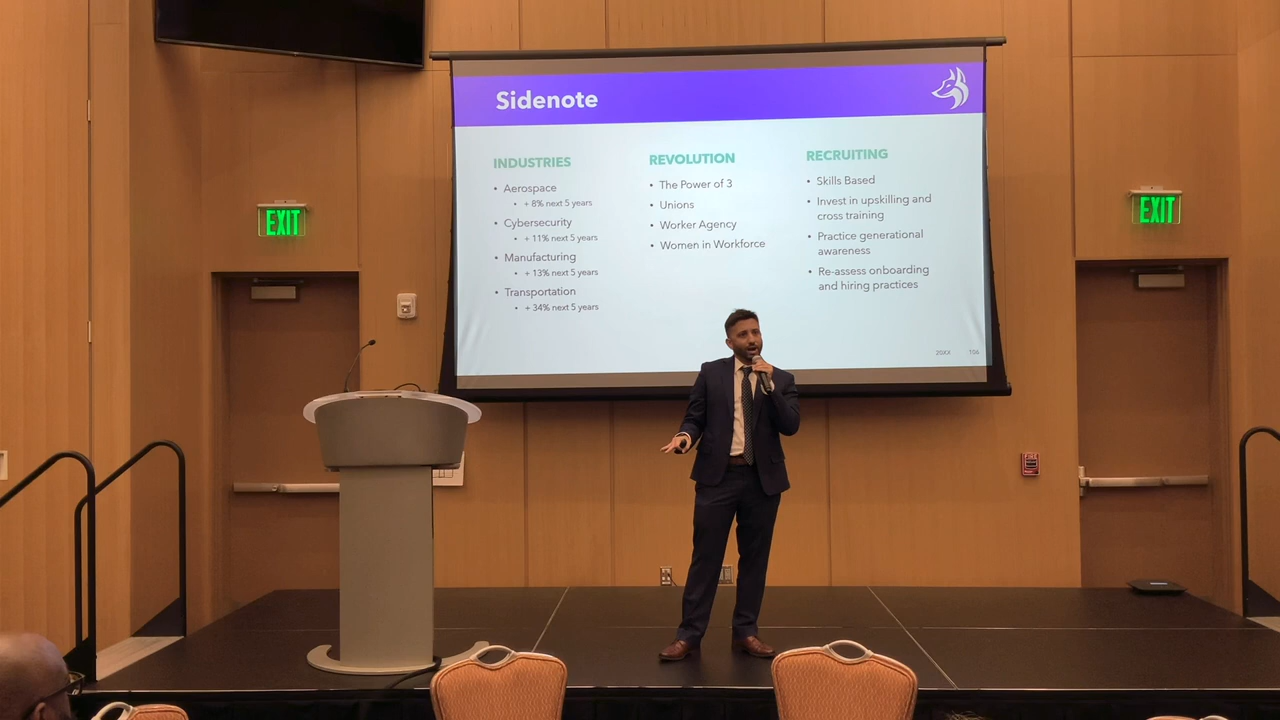 Sidenote
INDUSTRIES
• Aerospace
• + 8% next 5 years
• Cybersecurity
• + 11% next 5 years
• Manufacturing
• + 13% next 5 years
• Transportation
• + 34% next 5 years
REVOLUTION
• The Power of 3
• Unions
• Worker Agency
• Women in Workforce
RECRUITING
• Skills Based
• Invest in upskilling and
cross training
• Practice generational
awareness
• Re-assess onboarding
and hiring practices
20XX
106
EXIT
EXIT